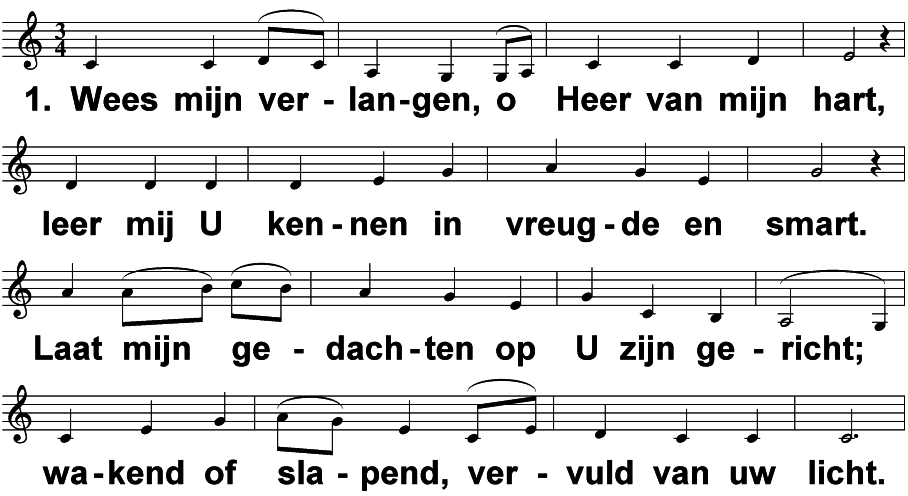 1. Wees mijn ver - lan-gen, o Heer van mijn hart,
leer mij U ken - nen in vreug - de en smart.
Laat mijn ge - dach - ten op U zijn ge - richt;
wa - kend of sla - pend, ver - vuld van uw licht.